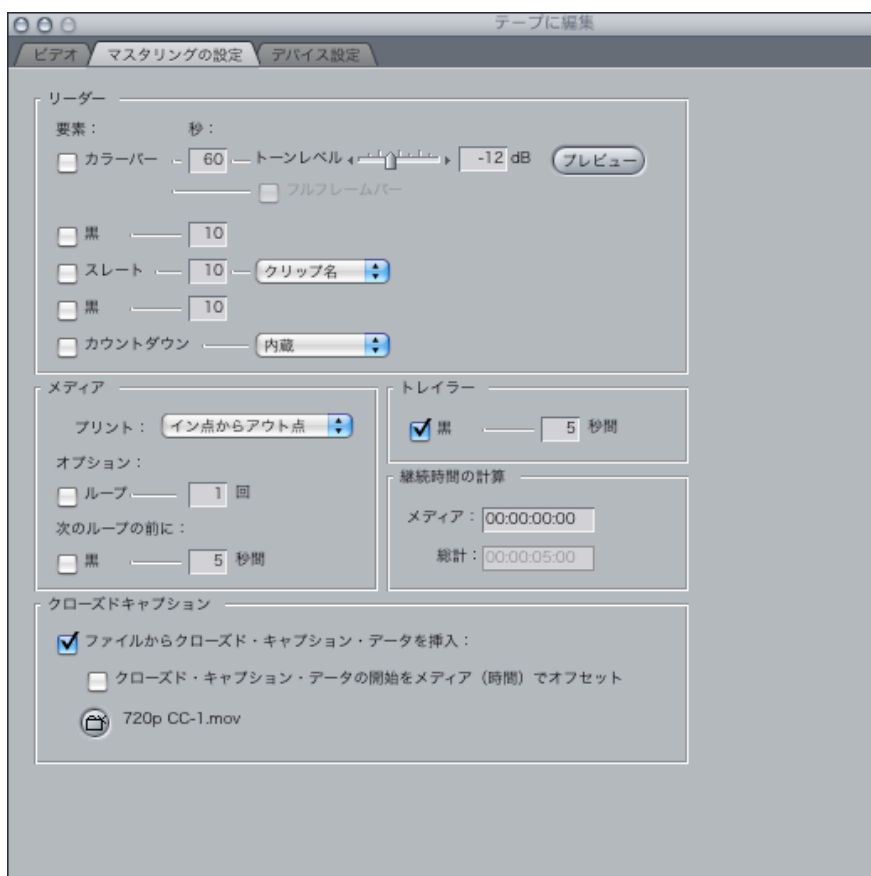 テープに編集
ビデオ マスタリングの設定 デバイス設定
リーダー
要素： 秒：
カラーバー 60 トーンレベル -12 dB プレビュー
フルフレームバー
黒 10
スレート 10 クリップ名
黒 10
カウントダウン 内蔵
メディア
プリント： イン点からアウト点
オプション：
ループ 1 回
次のループの前に：
黒 5 秒間
トレイラー
黒 5 秒間
継続時間の計算
メディア： 00:00:00:00
総計： 00:00:05:00
クローズドキャプション
ファイルからクローズド・キャプション・データを挿入：
クローズド・キャプション・データの開始をメディア（時間）でオフセット
720p CC-1.mov